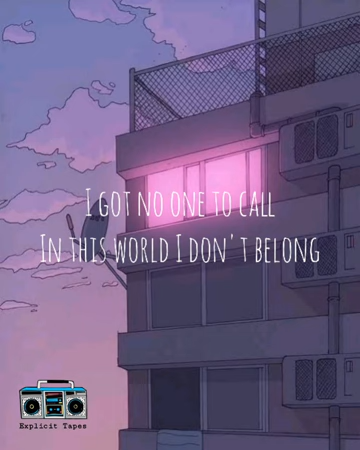 I got no one to call
In this world I don't belong
Explicit Tapes